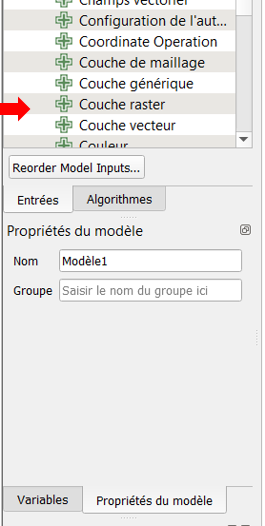 Champs vectoriel
Configuration de l'aut...
Coordinate Operation
Couche de maillage
Couche générique
Couche raster
Couche vecteur
Couleur
Reorder Model Inputs...
Entrées
Algorithmes
Propriétés du modèle
Nom
Modèle1
Groupe
Saisir le nom du groupe ici
Variables
Propriétés du modèle